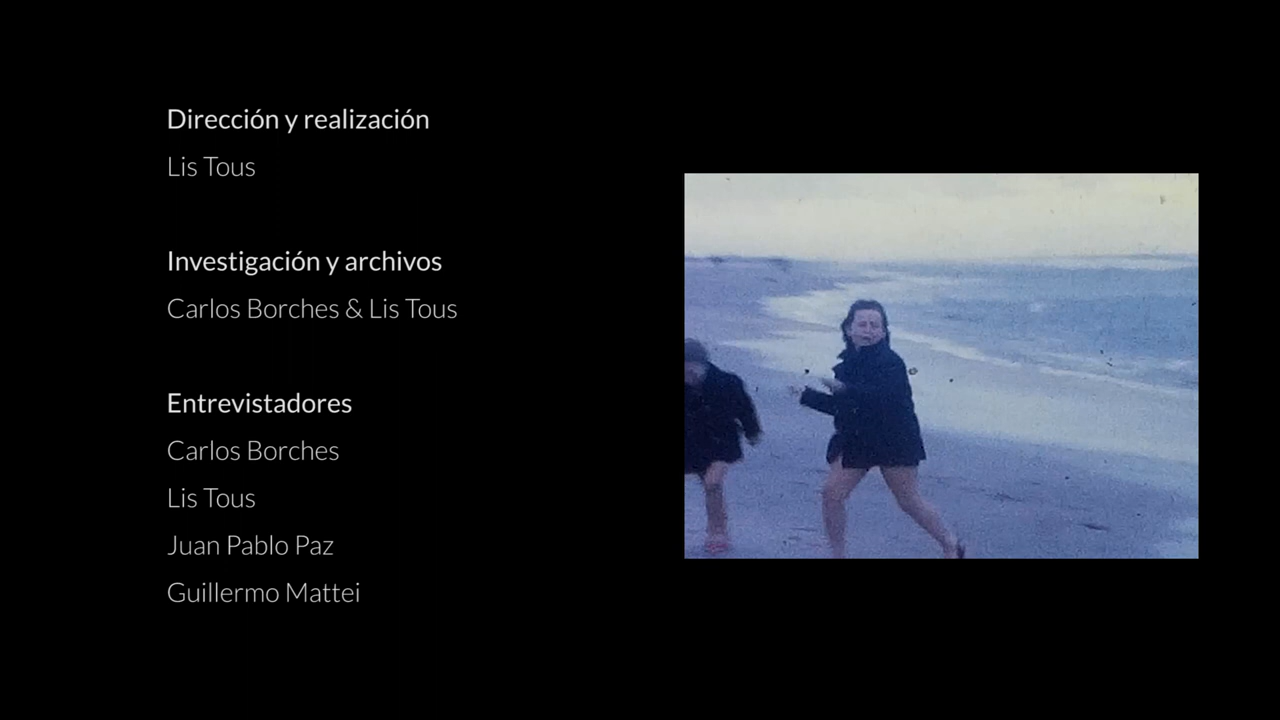 Dirección y realización
Lis Tous
Investigación y archivos
Carlos Borches & Lis Tous
Entrevistadores
Carlos Borches
Lis Tous
Juan Pablo Paz
Guillermo Mattei